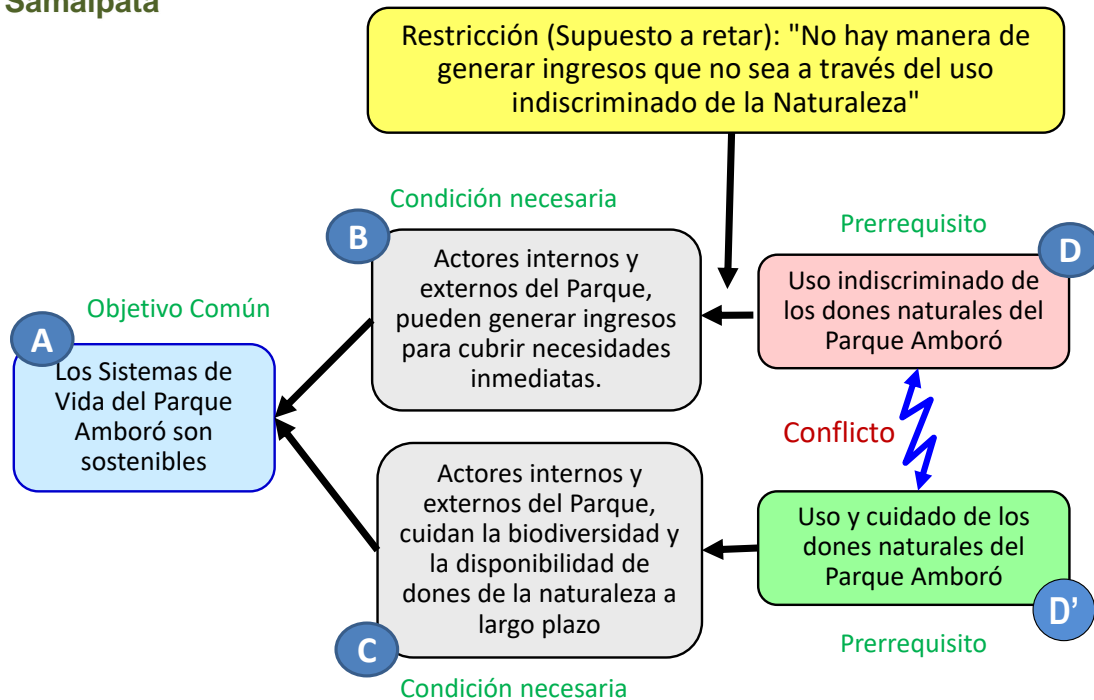 Samaipata
Restricción (Supuesto a retar): "No hay manera de
generar ingresos que no sea a través del uso
indiscriminado de la Naturaleza"
Condición necesaria
B
Actores internos y
externos del Parque,
pueden generar ingresos
para cubrir necesidades
inmediatas.
Prerrequisito
D
Uso indiscriminado de
los dones naturales del
Parque Amboró
Objetivo Común
A
Los Sistemas de
Vida del Parque
Amboró son
sostenibles
Conflicto
Actores internos y
externos del Parque,
cuidan la biodiversidad y
la disponibilidad de
dones de la naturaleza a
largo plazo
C
Condición necesaria
Uso y cuidado de los
dones naturales del
Parque Amboró
D'
Prerrequisito